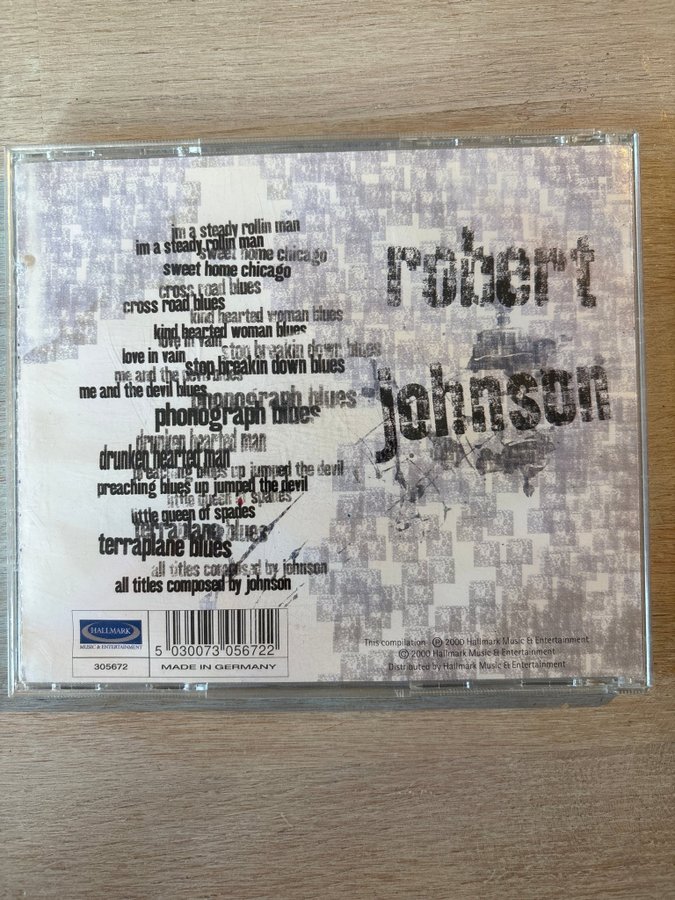 im a steady rollin man
im a steady rollin man
sweet home chicago
sweet home chicago
cross road blues
cross road blues
kind hearted woman blues
kind hearted woman blues
love in vain
love in vain
stop breakin down blues
stop breakin down blues
me and the devil blues
me and the devil blues
phonograph blues
phonograph blues
drunken hearted man
drunken hearted man
preaching blues up jumped the devil
preaching blues up jumped the devil
little queen of spades
little queen of spades
terraplane blues
terraplane blues
all titles composed by johnson
all titles composed by johnson
robert
johnson
HALLMARK
MUSIC & ENTERTAINMENT
305672
5 030073 056722
MADE IN GERMANY
This compilation ℗ 2000 Hallmark Music & Entertainment
© 2000 Hallmark Music & Entertainment
Distributed by Hallmark Music & Entertainment